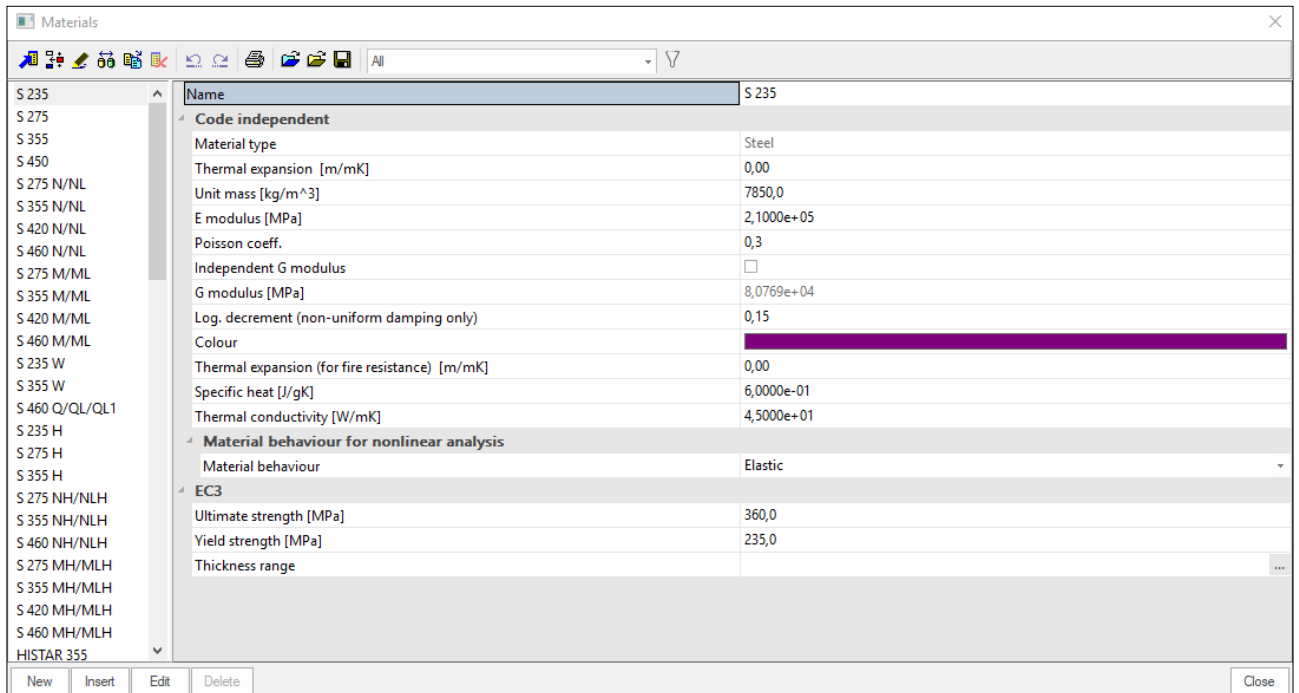 Materials
All
S 235
S 275
S 355
S 450
S 275 N/NL
S 355 N/NL
S 420 N/NL
S 460 N/NL
S 275 M/ML
S 355 M/ML
S 420 M/ML
S 460 M/ML
S 235 W
S 355 W
S 460 Q/QL/QL1
S 235 H
S 275 H
S 355 H
S 275 NH/NLH
S 355 NH/NLH
S 460 NH/NLH
S 275 MH/MLH
S 355 MH/MLH
S 420 MH/MLH
S 460 MH/MLH
HISTAR 355
Name S 235
Code independent
Material type Steel
Thermal expansion [m/mK] 0,00
Unit mass [kg/m^3] 7850,0
E modulus [MPa] 2,1000e+05
Poisson coeff. 0,3
Independent G modulus
G modulus [MPa] 8,0769e+04
Log. decrement (non-uniform damping only) 0,15
Colour
Thermal expansion (for fire resistance) [m/mK] 0,00
Specific heat [J/gK] 6,0000e-01
Thermal conductivity [W/mK] 4,5000e+01
Material behaviour for nonlinear analysis
Material behaviour Elastic
EC3
Ultimate strength [MPa] 360,0
Yield strength [MPa] 235,0
Thickness range ...
New Insert Edit Delete Close